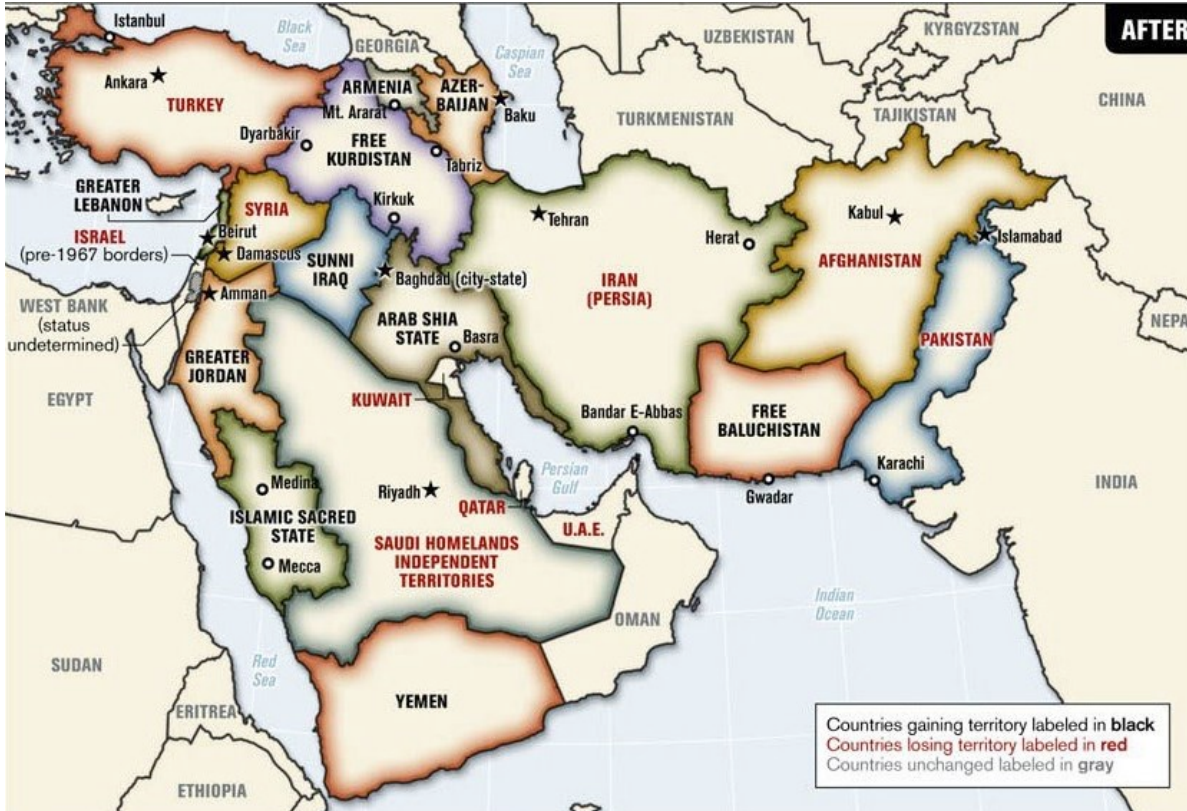 AFTER
Istanbul
Black
Sea
GEORGIA
Caspian
Sea
UZBEKISTAN
KYRGYZSTAN
Ankara
TURKEY
ARMENIA
Mt. Ararat
AZER-
BAIJAN
Baku
TURKMENISTAN
TAJIKISTAN
CHINA
Dyarbakir
FREE
KURDISTAN
Tabriz
GREATER
LEBANON
SYRIA
Kirkuk
Tehran
Herat
Kabul
Islamabad
ISRAEL
(pre-1967 borders)
Beirut
Damascus
SUNNI
IRAQ
Baghdad (city-state)
IRAN
(PERSIA)
AFGHANISTAN
WEST BANK
(status
undetermined)
Amman
ARAB SHIA
STATE
Basra
PAKISTAN
NEPA
GREATER
JORDAN
KUWAIT
EGYPT
Bandar E-Abbas
FREE
BALUCHISTAN
Karachi
Gwadar
INDIA
Persian
Gulf
Medina
ISLAMIC SACRED
STATE
Mecca
Riyadh
QATAR
U.A.E.
SAUDI HOMELANDS
INDEPENDENT
TERRITORIES
OMAN
Indian
Ocean
SUDAN
Red
Sea
YEMEN
ERITREA
ETHIOPIA
Countries gaining territory labeled in black
Countries losing territory labeled in red
Countries unchanged labeled in gray